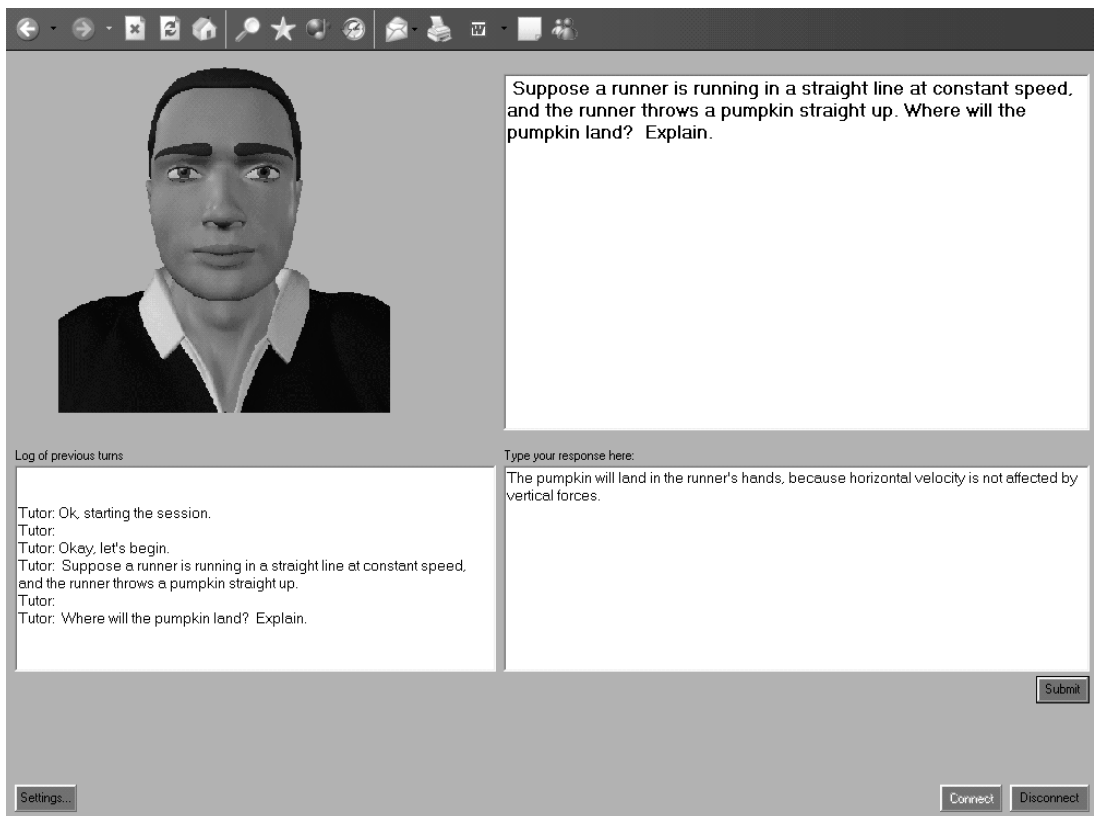 W
Suppose a runner is running in a straight line at constant speed,
and the runner throws a pumpkin straight up. Where will the
pumpkin land?  Explain.
Log of previous turns
Tutor: Ok, starting the session.
Tutor:
Tutor: Okay, let's begin.
Tutor:  Suppose a runner is running in a straight line at constant speed,
and the runner throws a pumpkin straight up.
Tutor:
Tutor:  Where will the pumpkin land?  Explain.
Type your response here:
The pumpkin will land in the runner's hands, because horizontal velocity is not affected by
vertical forces.
Submit
Settings...
Connect
Disconnect